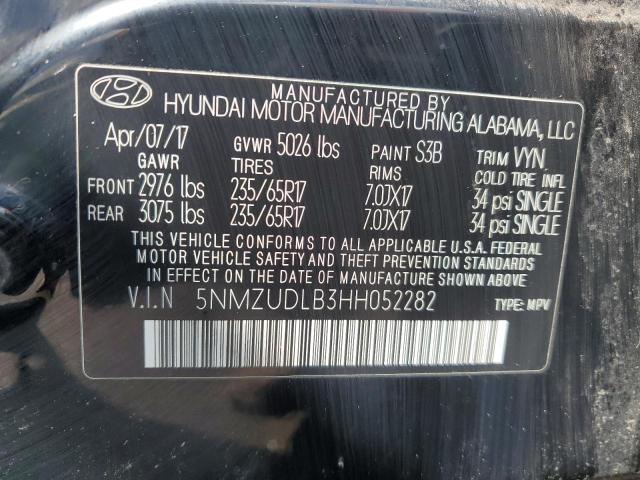 MANUFACTURED BY
HYUNDAI MOTOR MANUFACTURING ALABAMA, LLC
Apr/07/17 GVWR 5026 lbs PAINT S3B TRIM VYN
GAWR TIRES RIMS COLD TIRE INFL
FRONT 2976 lbs 235/65R17 7.0JX17 34 psi SINGLE
REAR 3075 lbs 235/65R17 7.0JX17 34 psi SINGLE
THIS VEHICLE CONFORMS TO ALL APPLICABLE U.S.A. FEDERAL
MOTOR VEHICLE SAFETY AND THEFT PREVENTION STANDARDS
IN EFFECT ON THE DATE OF MANUFACTURE SHOWN ABOVE.
V.I.N 5NMZUDLB3HH052282 TYPE: MPV